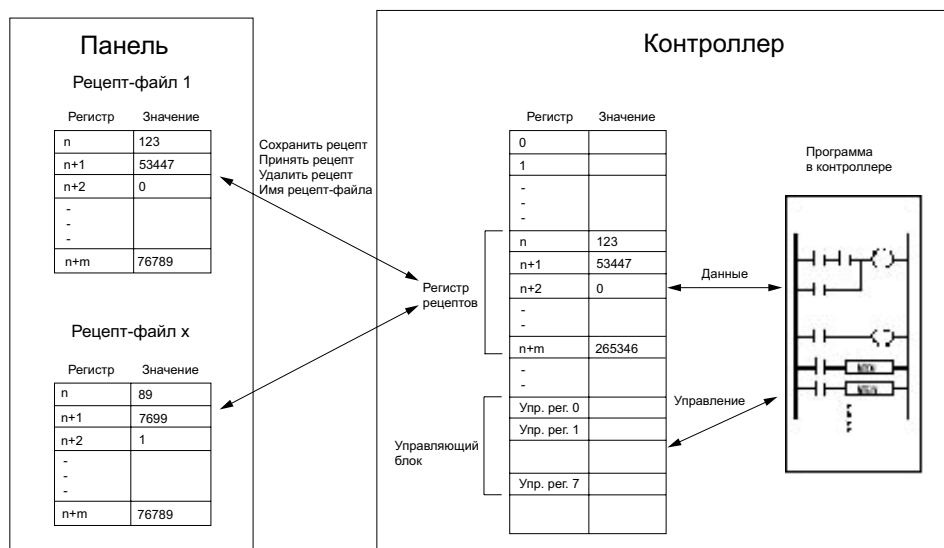 Панель
Рецепт-файл 1
Регистр Значение
n 123
n+1 53447
n+2 0
-
-
-
n+m 76789
Рецепт-файл x
Регистр Значение
n 89
n+1 7699
n+2 1
-
-
-
n+m 76789
Сохранить рецепт
Принять рецепт
Удалить рецепт
Имя рецепт-файла
Контроллер
Регистр Значение
0
1
-
-
-
n 123
n+1 53447
n+2 0
-
-
n+m 265346
-
-
Упр. рег. 0
Упр. рег. 1
Упр. рег. 7
Регистр
рецептов
Управляющий
блок
Данные
Управление
Программа
в контроллере